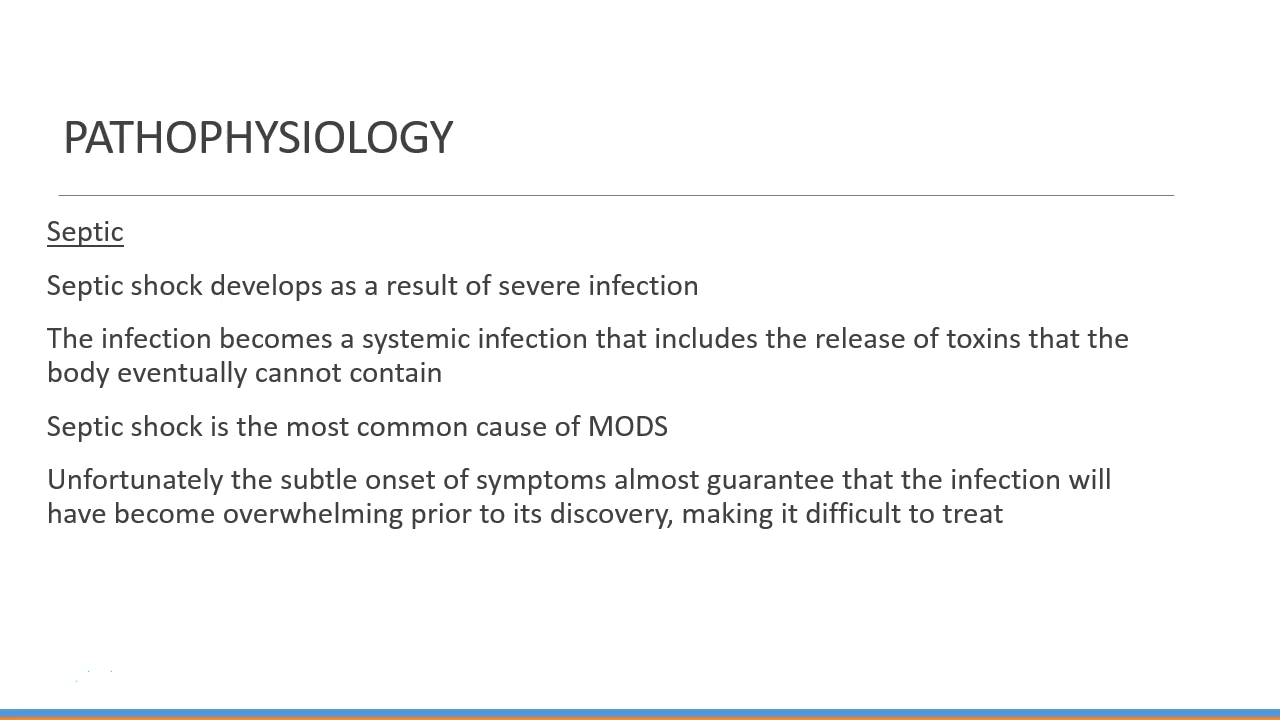 PATHOPHYSIOLOGY
Septic
Septic shock develops as a result of severe infection
The infection becomes a systemic infection that includes the release of toxins that the
body eventually cannot contain
Septic shock is the most common cause of MODS
Unfortunately the subtle onset of symptoms almost guarantee that the infection will
have become overwhelming prior to its discovery, making it difficult to treat